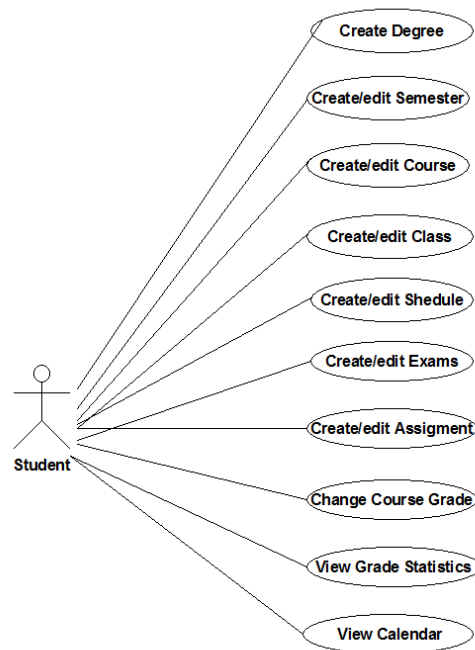 Create Degree
Create/edit Semester
Create/edit Course
Create/edit Class
Create/edit Shedule
Create/edit Exams
Student
Create/edit Assigment
Change Course Grade
View Grade Statistics
View Calendar